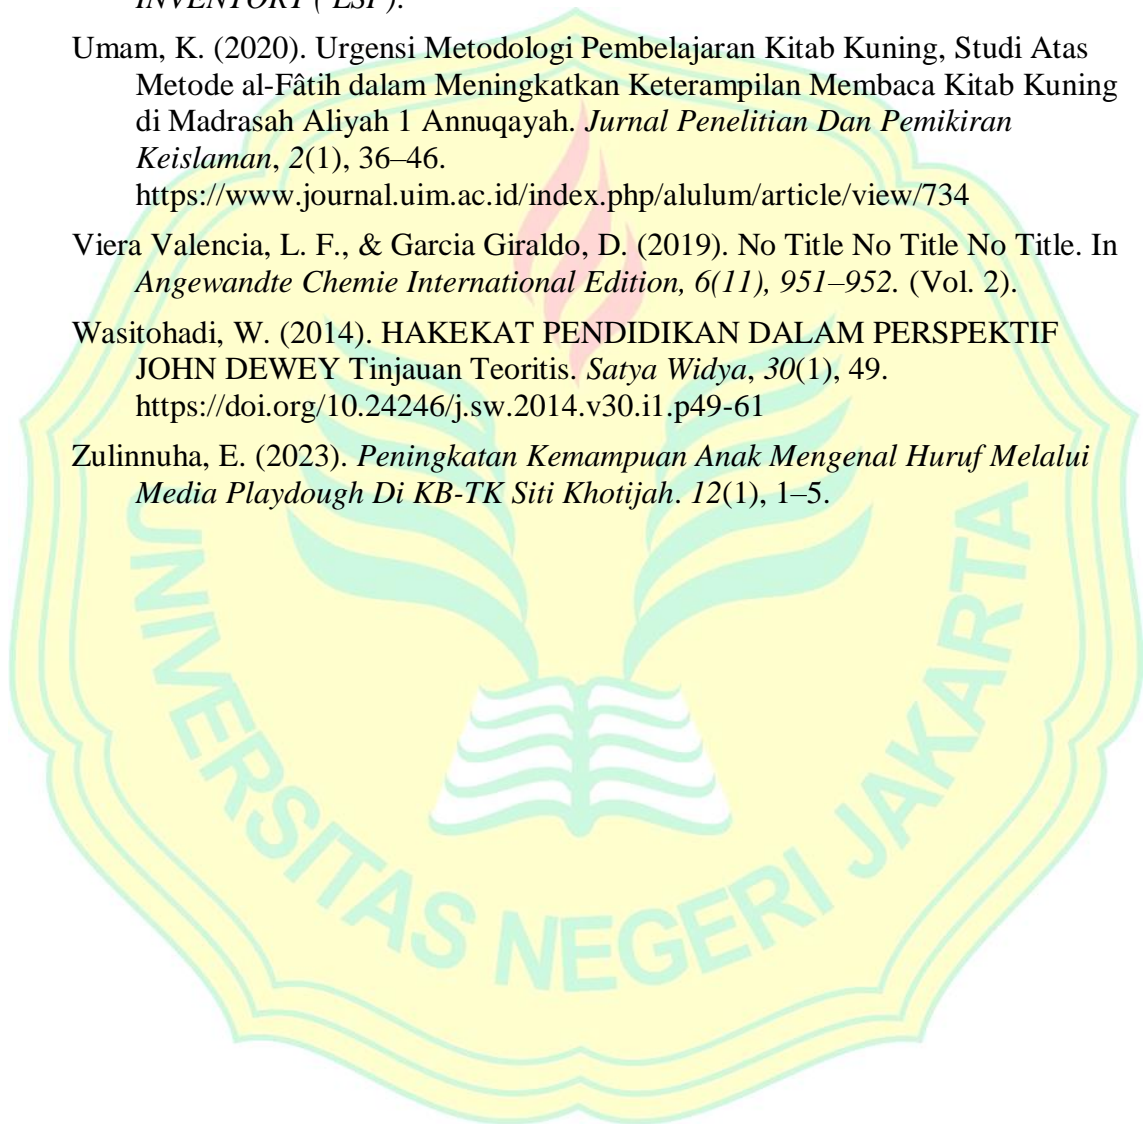 INVENTORY ( LSI ).
Umam, K. (2020). Urgensi Metodologi Pembelajaran Kitab Kuning, Studi Atas
Metode al-Fâtih dalam Meningkatkan Keterampilan Membaca Kitab Kuning
di Madrasah Aliyah 1 Annuqayah. Jurnal Penelitian Dan Pemikiran
Keislaman, 2(1), 36–46.
https://www.journal.uim.ac.id/index.php/alulum/article/view/734
Viera Valencia, L. F., & Garcia Giraldo, D. (2019). No Title No Title No Title. In
Angewandte Chemie International Edition, 6(11), 951–952. (Vol. 2).
Wasitohadi, W. (2014). HAKEKAT PENDIDIKAN DALAM PERSPEKTIF
JOHN DEWEY Tinjauan Teoritis. Satya Widya, 30(1), 49.
https://doi.org/10.24246/j.sw.2014.v30.i1.p49-61
Zulinnuha, E. (2023). Peningkatan Kemampuan Anak Mengenal Huruf Melalui
Media Playdough Di KB-TK Siti Khotijah. 12(1), 1–5.
UNIVERSITAS NEGERI JAKARTA